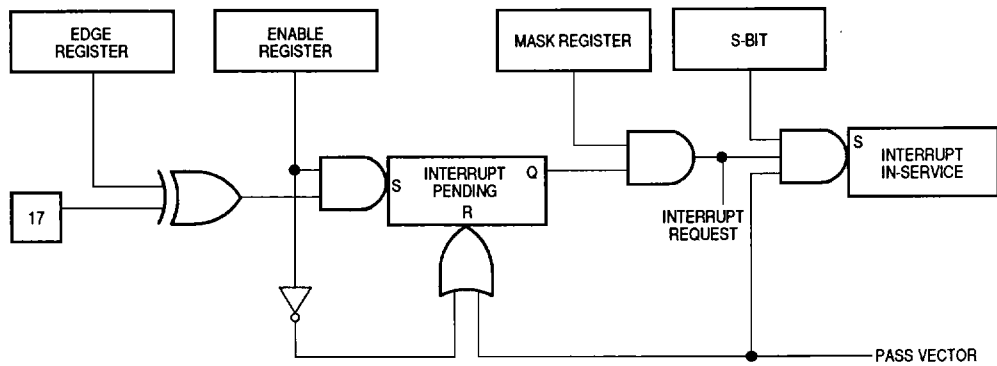 EDGE
REGISTER
ENABLE
REGISTER
MASK REGISTER
S-BIT
17
S
INTERRUPT
PENDING
Q
R
INTERRUPT
REQUEST
S
INTERRUPT
IN-SERVICE
PASS VECTOR